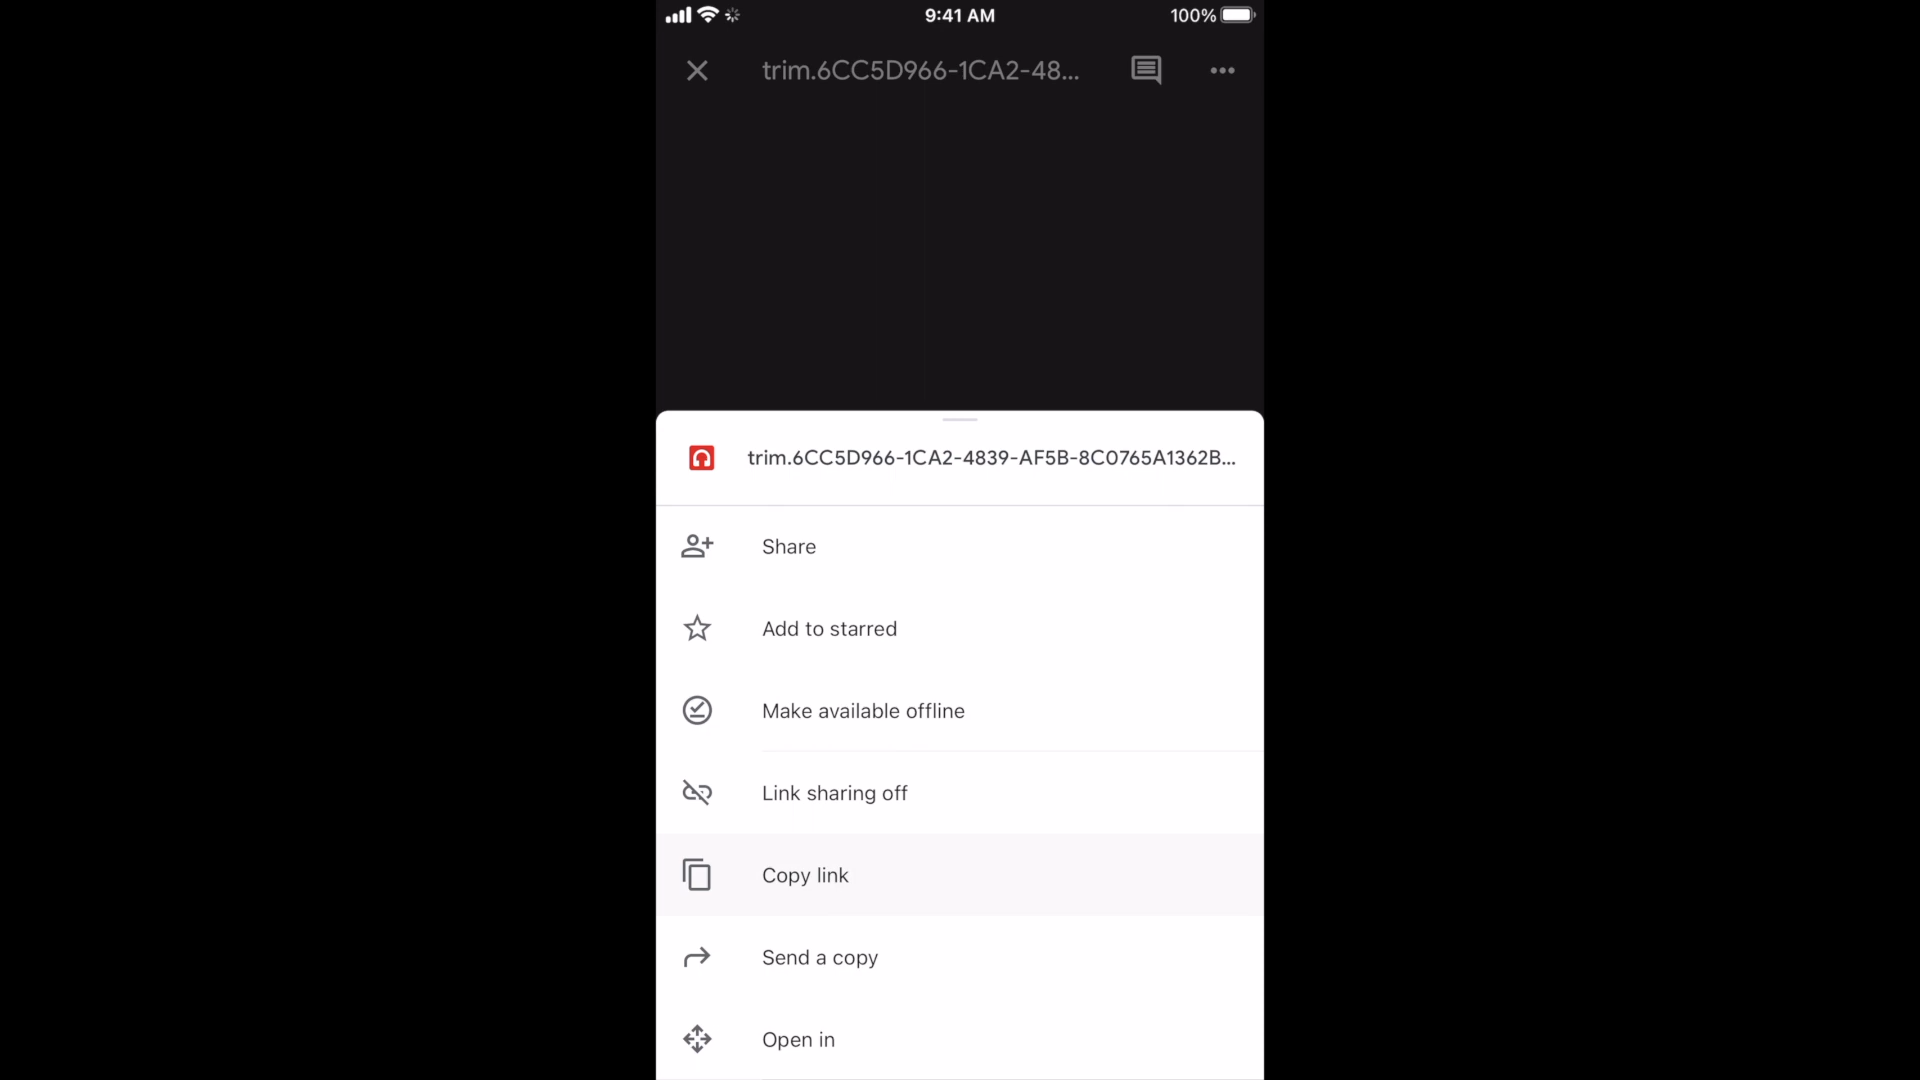 9:41 AM
100%
trim.6CC5D966-1CA2-48...
trim.6CC5D966-1CA2-4839-AF5B-8C0765A1362B...
Share
Add to starred
Make available offline
Link sharing off
Copy link
Send a copy
Open in